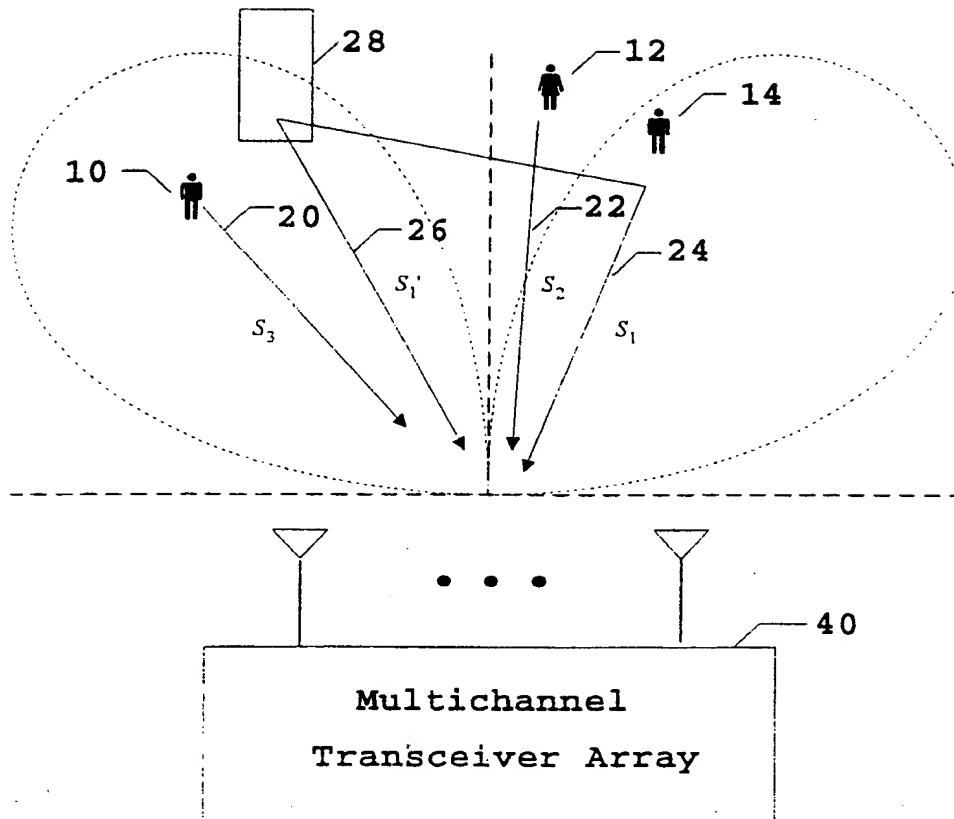 28
12
14
10
20
26
22
24
S₁'
S₂
S₃
S₁
40
Multichannel
Transceiver Array